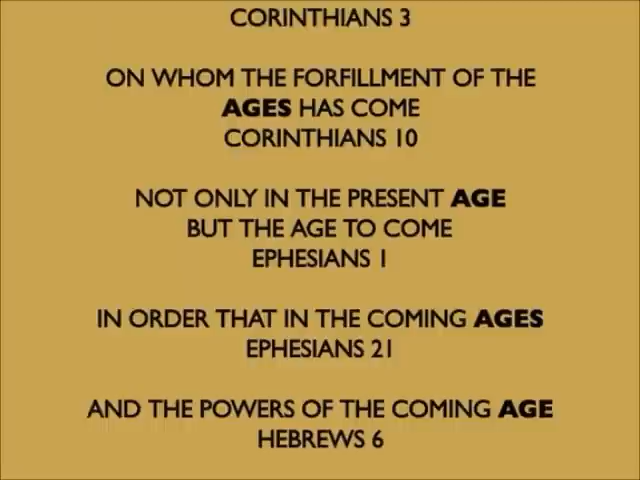 CORINTHIANS 3
ON WHOM THE FORFILLMENT OF THE
AGES HAS COME
CORINTHIANS 10
NOT ONLY IN THE PRESENT AGE
BUT THE AGE TO COME
EPHESIANS 1
IN ORDER THAT IN THE COMING AGES
EPHESIANS 21
AND THE POWERS OF THE COMING AGE
HEBREWS 6